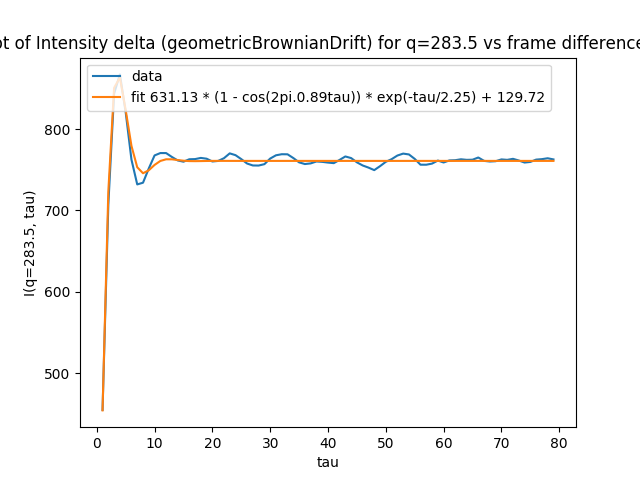 ot of Intensity delta (geometricBrownianDrift) for q=283.5 vs frame difference
data
fit 631.13 * (1 - cos(2pi.0.89tau)) * exp(-tau/2.25) + 129.72
I(q=283.5, tau)
800
700
600
500
0 10 20 30 40 50 60 70 80
tau